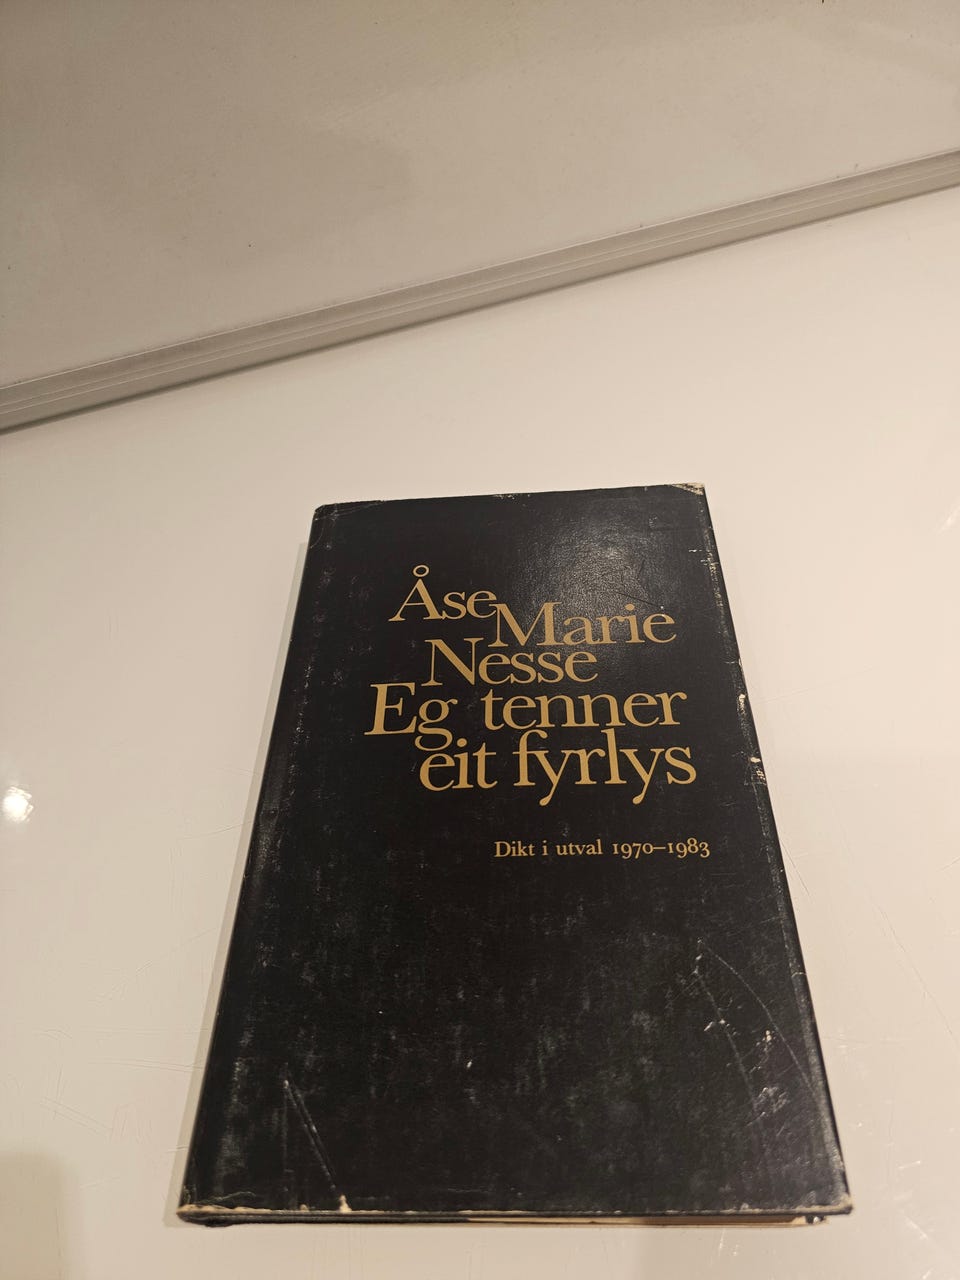 Åse Marie
Nesse
Eg tenner
eit fyrlys
Dikt i utval 1970–1983